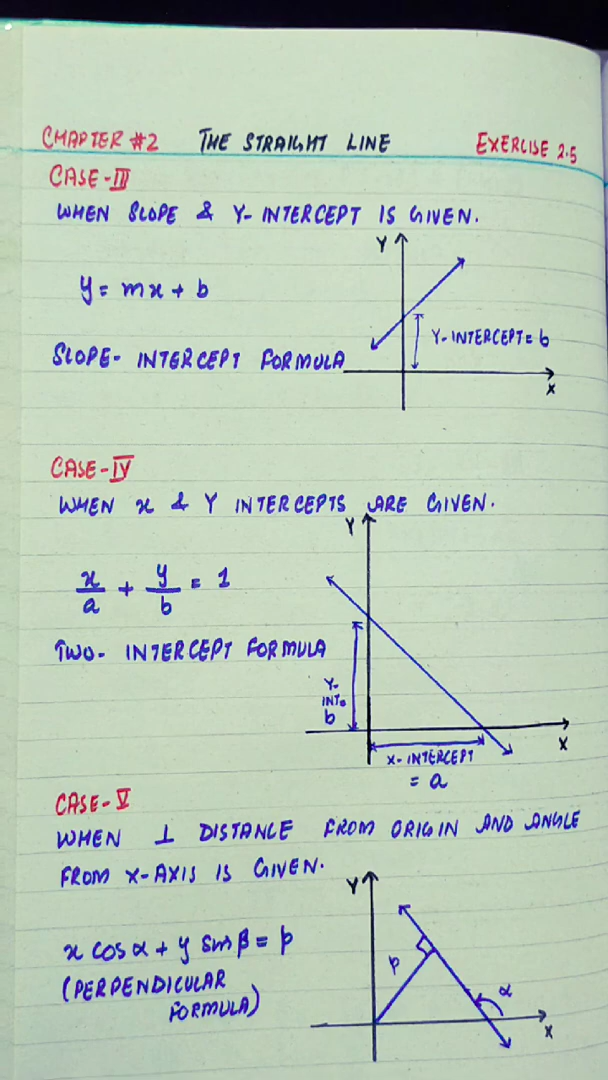 CHAPTER #2 THE STRAIGHT LINE EXERCISE 2.5
CASE-III
WHEN SLOPE & Y-INTERCEPT IS GIVEN.
Y
y = mx + b
Y-INTERCEPT = b
SLOPE-INTERCEPT FORMULA
X
CASE-IV
WHEN x & Y INTERCEPTS ARE GIVEN.
Y
x/a + y/b = 1
TWO-INTERCEPT FORMULA
Y-
INT=
b
X
X-INTERCEPT
= a
CASE-V
WHEN ⊥ DISTANCE FROM ORIGIN AND ANGLE
FROM X-AXIS IS GIVEN.
Y
x cosα + y sinβ = p
p
α
(PERPENDICULAR
FORMULA)
X